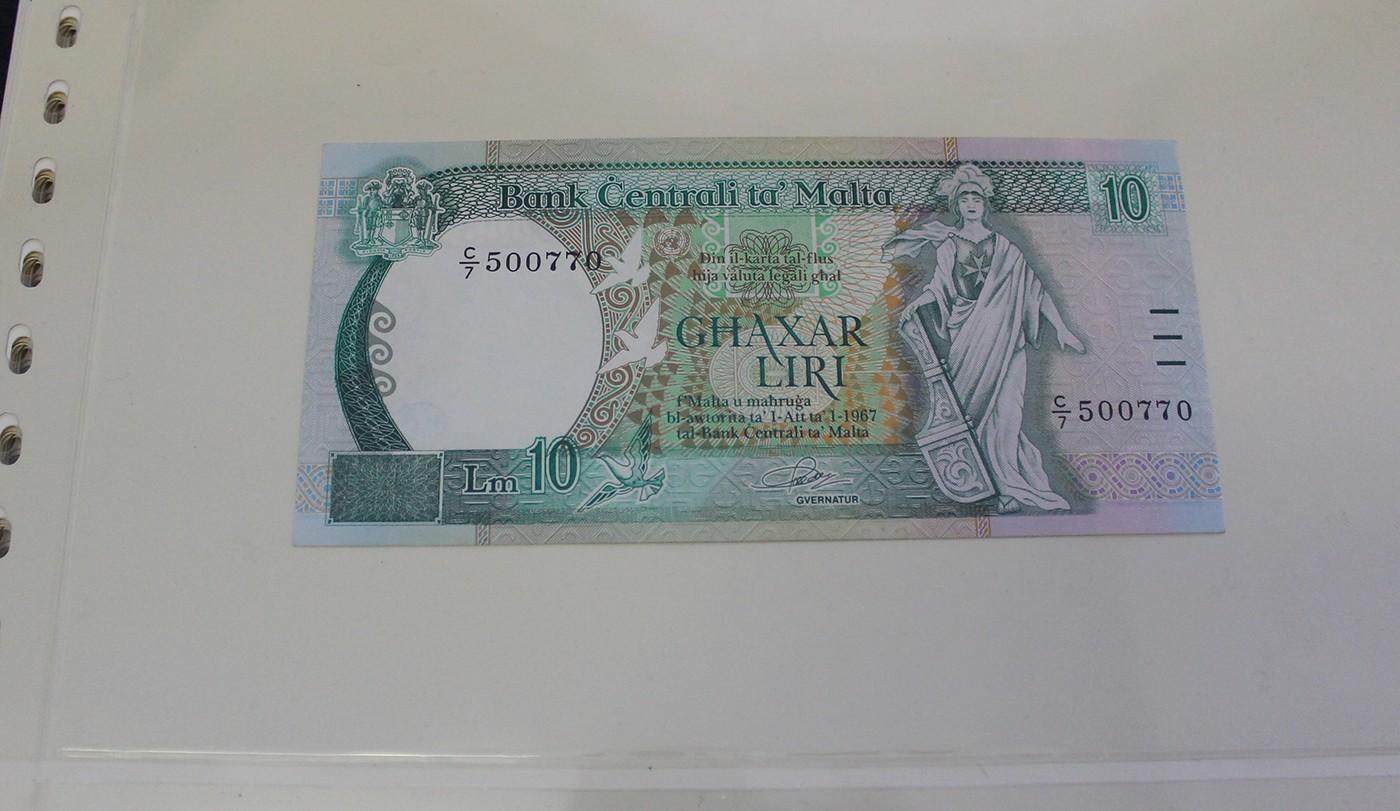 Bank Ċentrali ta' Malta
10
C/7 500770
Din il-karta tal-flus
hija valuta legali għal
GĦAXAR
LIRI
f'Malta u maħruġa
bl-awtorita ta' l-Att ta' l-1967
tal-Bank Ċentrali ta' Malta
C/7 500770
Lm 10
GVERNATUR